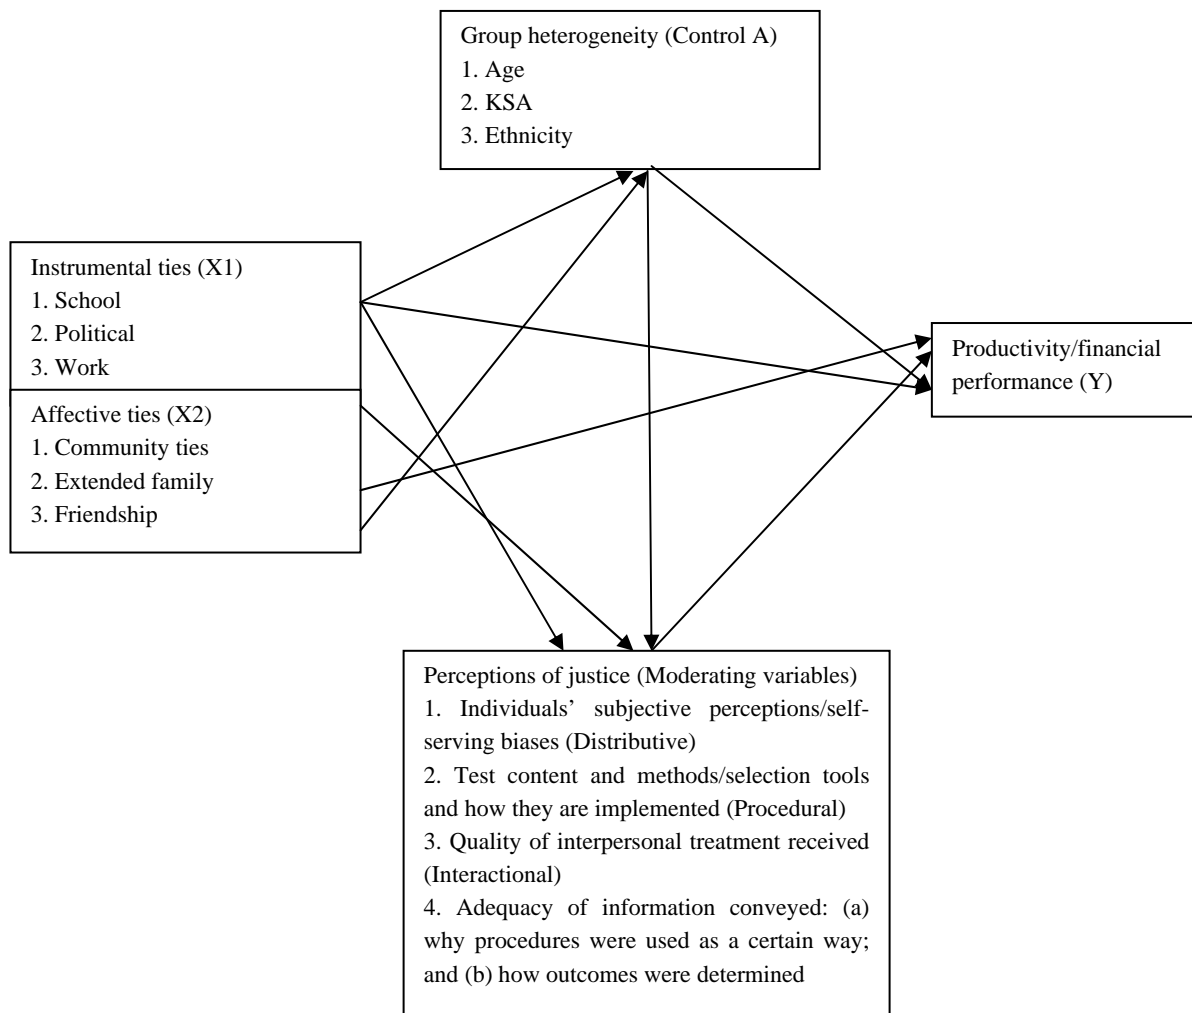 Group heterogeneity (Control A)
1. Age
2. KSA
3. Ethnicity
Instrumental ties (X1)
1. School
2. Political
3. Work
Affective ties (X2)
1. Community ties
2. Extended family
3. Friendship
Productivity/financial
performance (Y)
Perceptions of justice (Moderating variables)
1. Individuals’ subjective perceptions/self-
serving biases (Distributive)
2. Test content and methods/selection tools
and how they are implemented (Procedural)
3. Quality of interpersonal treatment received
(Interactional)
4. Adequacy of information conveyed: (a)
why procedures were used as a certain way;
and (b) how outcomes were determined